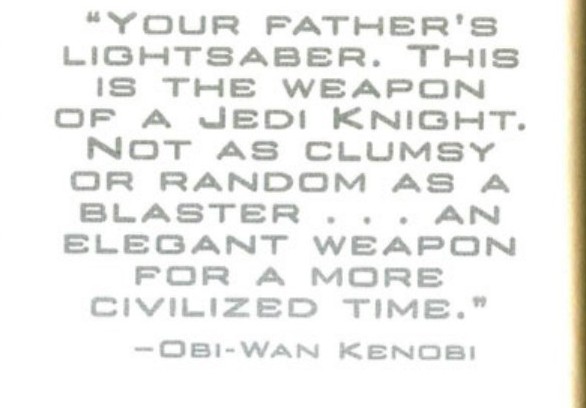 "YOUR FATHER'S
LIGHTSABER. THIS
IS THE WEAPON
OF A JEDI KNIGHT.
NOT AS CLUMSY
OR RANDOM AS A
BLASTER . . . AN
ELEGANT WEAPON
FOR A MORE
CIVILIZED TIME."
–OBI-WAN KENOBI